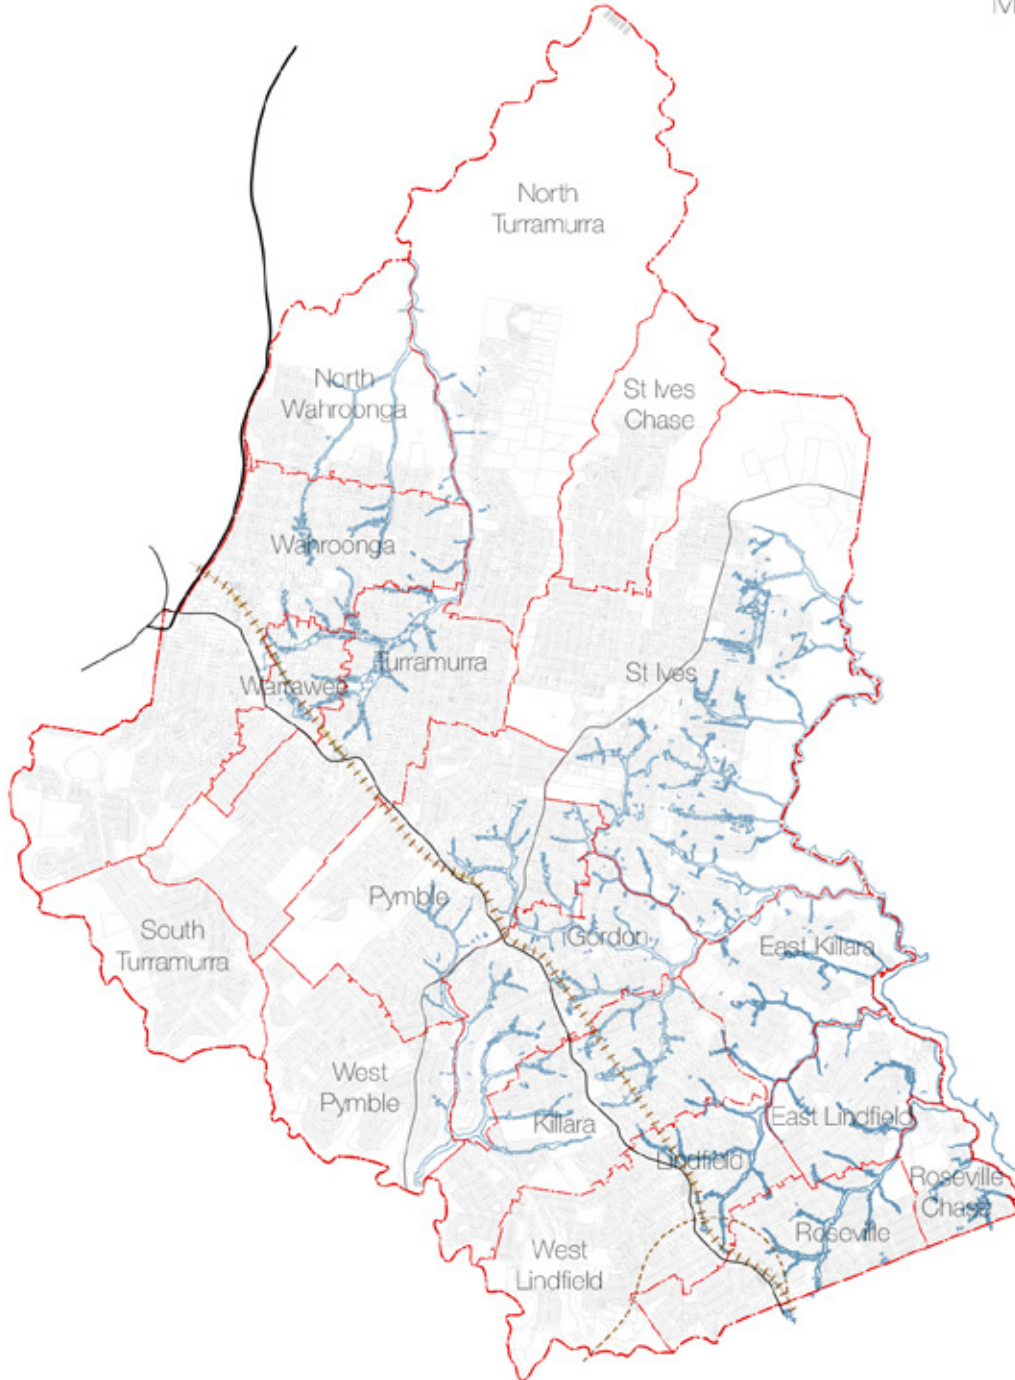 North
Turramurra
North
Wahroonga
St Ives
Chase
Wahroonga
Turramurra
Warrawee
St Ives
Pymble
South
Turramurra
Gordon
East Killara
West
Pymble
Killara
East Lindfield
Lindfield
Roseville
Chase
Roseville
West
Lindfield